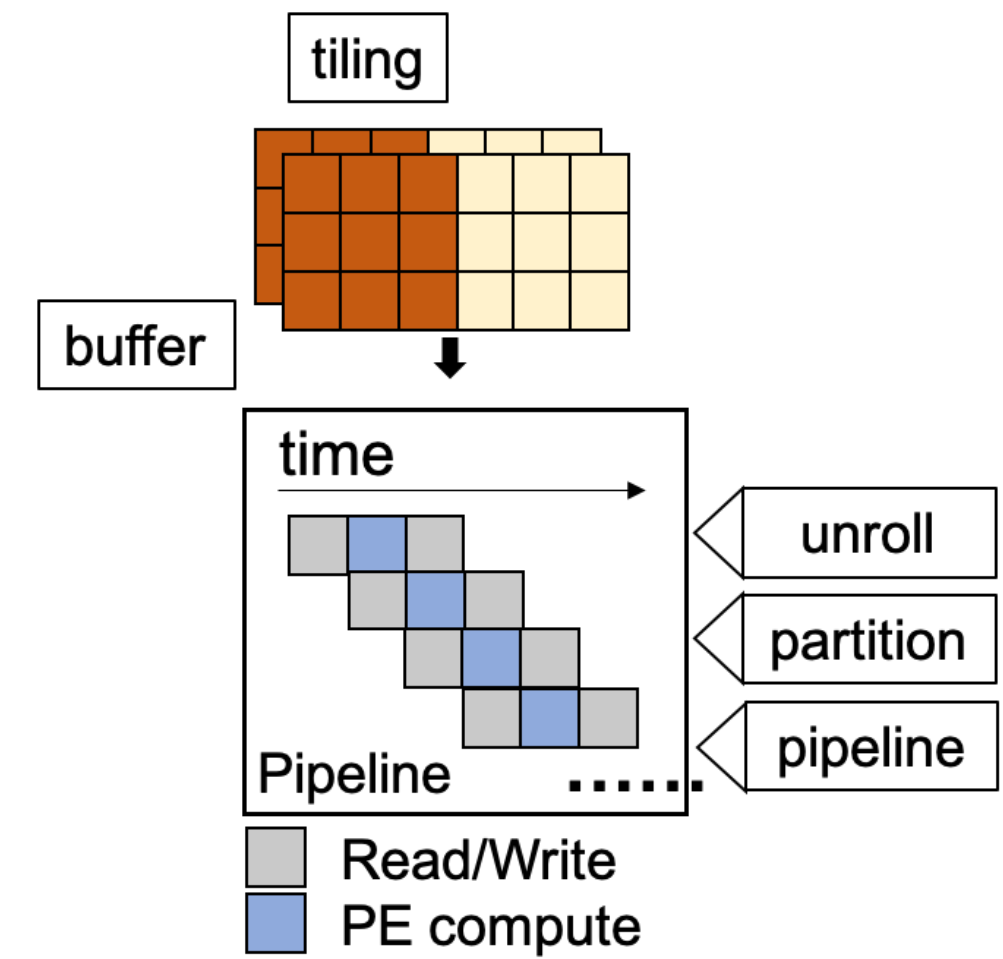 tiling
buffer
time
unroll
partition
pipeline
Pipeline
......
Read/Write
PE compute